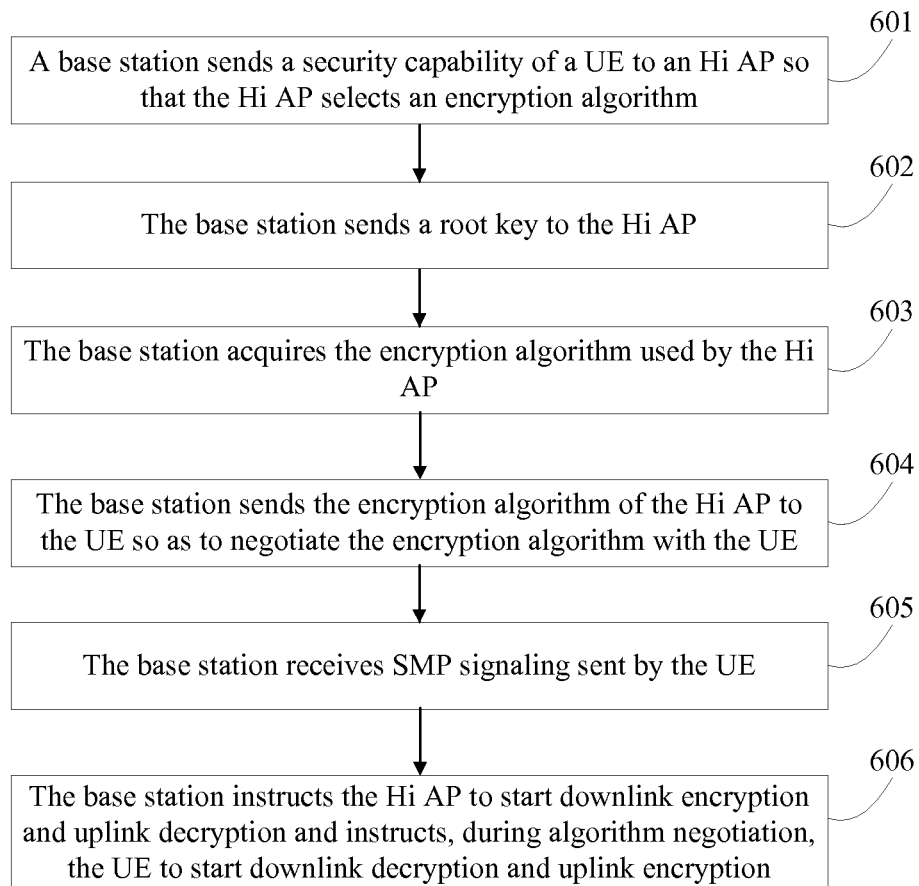 601
A base station sends a security capability of a UE to an Hi AP so
that the Hi AP selects an encryption algorithm
602
The base station sends a root key to the Hi AP
603
The base station acquires the encryption algorithm used by the Hi
AP
604
The base station sends the encryption algorithm of the Hi AP to
the UE so as to negotiate the encryption algorithm with the UE
605
The base station receives SMP signaling sent by the UE
606
The base station instructs the Hi AP to start downlink encryption
and uplink decryption and instructs, during algorithm negotiation,
the UE to start downlink decryption and uplink encryption